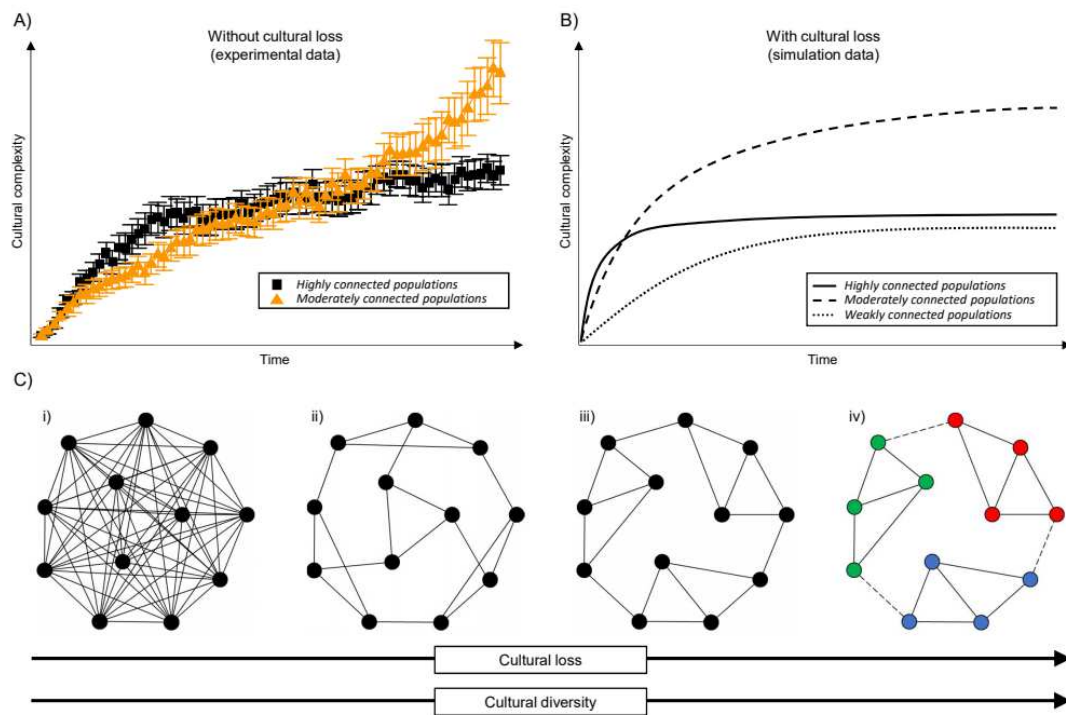 A)
Without cultural loss
(experimental data)
Cultural complexity
Highly connected populations
Moderately connected populations
Time
B)
With cultural loss
(simulation data)
Cultural complexity
Highly connected populations
Moderately connected populations
Weakly connected populations
Time
C)
i)
ii)
iii)
iv)
Cultural loss
Cultural diversity